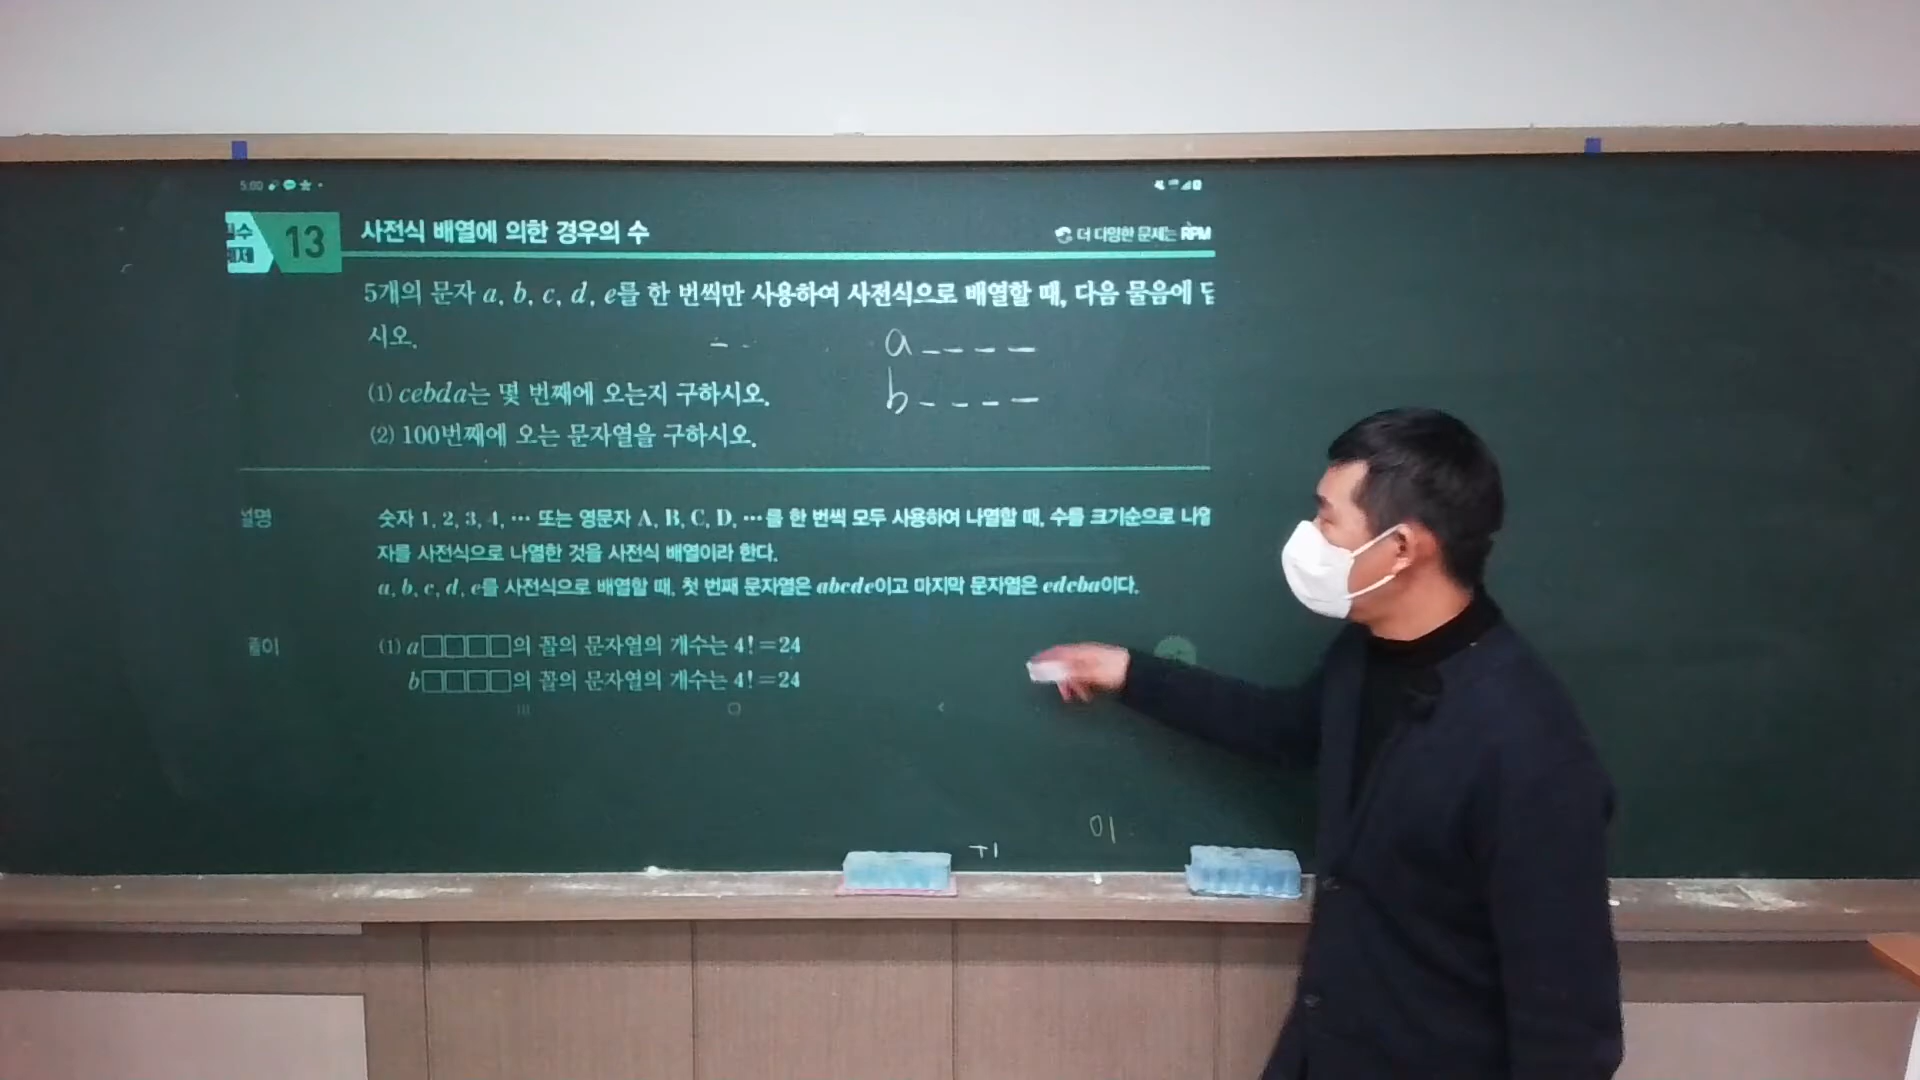 5:00
필수
예제
13 사전식 배열에 의한 경우의 수
더 다양한 문제는 RPM
5개의 문자 a, b, c, d, e를 한 번씩만 사용하여 사전식으로 배열할 때, 다음 물음에 답
시오.
a _ _ _ _
(1) cebda는 몇 번째에 오는지 구하시오.
b _ _ _ _
(2) 100번째에 오는 문자열을 구하시오.
설명
숫자 1, 2, 3, 4, ⋯ 또는 영문자 A, B, C, D, ⋯를 한 번씩 모두 사용하여 나열할 때, 수를 크기순으로 나열
자를 사전식으로 나열한 것을 사전식 배열이라 한다.
a, b, c, d, e를 사전식으로 배열할 때, 첫 번째 문자열은 abcde이고 마지막 문자열은 edcba이다.
풀이
(1) a□□□□의 꼴의 문자열의 개수는 4!=24
b□□□□의 꼴의 문자열의 개수는 4!=24